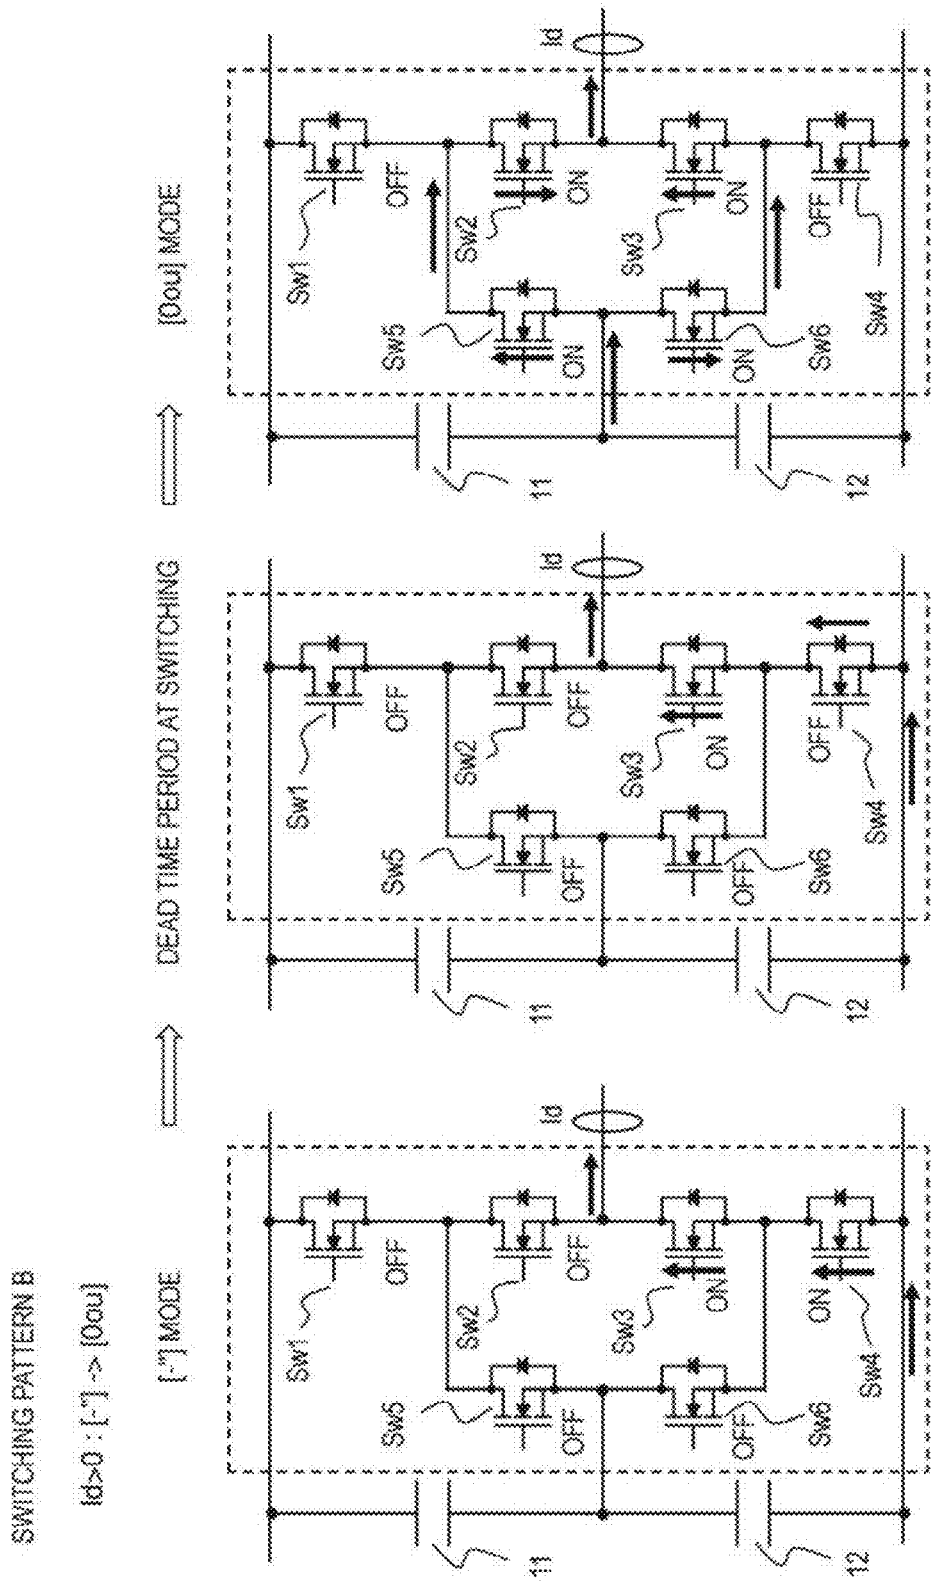 SWITCHING PATTERN B
Id>0 : [-"] -> [0au]
[-"] MODE
DEAD TIME PERIOD AT SWITCHING
[0ou] MODE
Sw1
OFF
Sw5
OFF
Sw2
OFF
Id
11
Sw3
ON
OFF
Sw6
ON
Sw4
12
Sw1
OFF
Sw5
OFF
Sw2
OFF
Id
11
Sw3
ON
OFF
Sw6
OFF
Sw4
12
Sw1
OFF
Sw5
ON
Sw2
ON
Id
11
Sw3
ON
ON
Sw6
OFF
Sw4
12